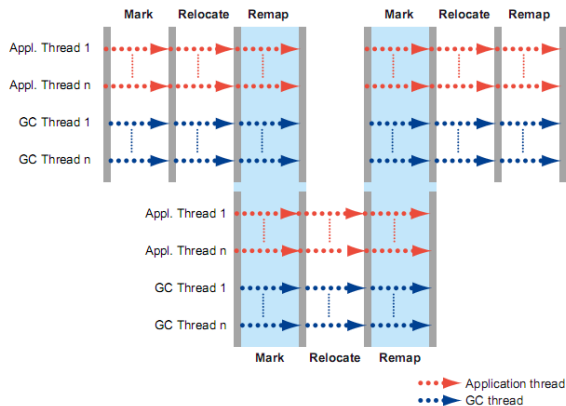 Mark Relocate Remap Mark Relocate Remap
Appl. Thread 1
Appl. Thread n
GC Thread 1
GC Thread n
Appl. Thread 1
Appl. Thread n
GC Thread 1
GC Thread n
Mark Relocate Remap
Application thread
GC thread